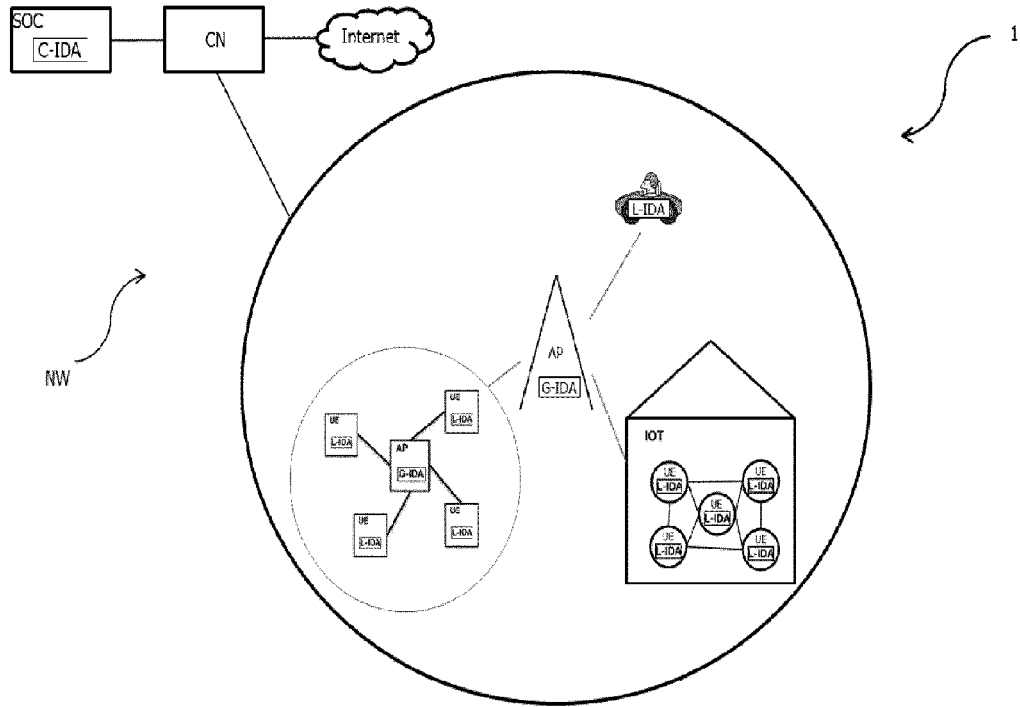 SOC
C-IDA
CN
Internet
1
L-IDA
NW
AP
G-IDA
UE
L-IDA
UE
L-IDA
AP
G-IDA
UE
L-IDA
UE
L-IDA
IOT
UE
L-IDA
UE
L-IDA
UE
L-IDA
UE
L-IDA
UE
L-IDA